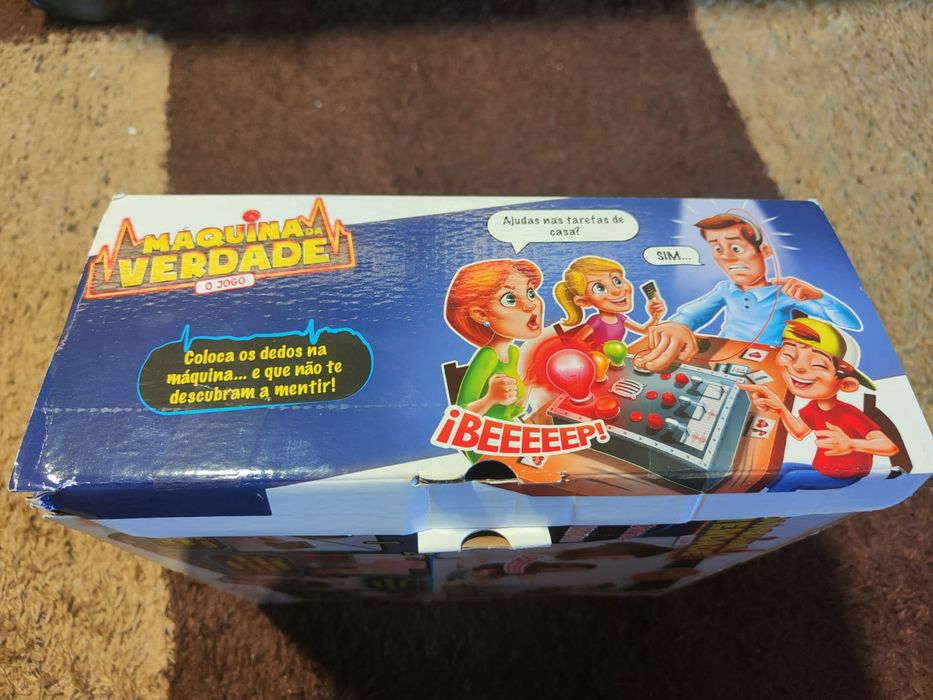 MÁQUINA DA
VERDADE
O JOGO
Coloca os dedos na
máquina... e que não te
descubram a mentir!
Ajudas nas tarefas de
casa?
SIM...
¡BEEEEEP!